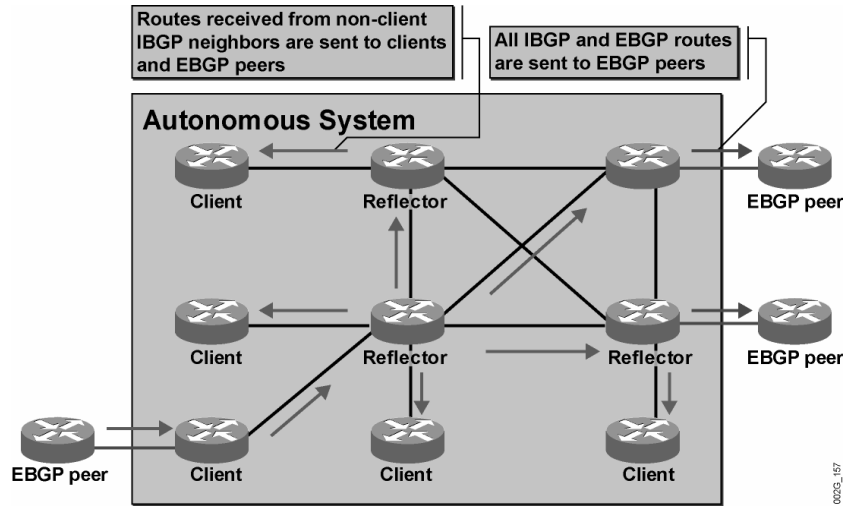 Routes received from non-client
IBGP neighbors are sent to clients
and EBGP peers
All IBGP and EBGP routes
are sent to EBGP peers
Autonomous System
Client
Reflector
EBGP peer
Client
Reflector
Reflector
EBGP peer
EBGP peer
Client
Client
Client
002G_157